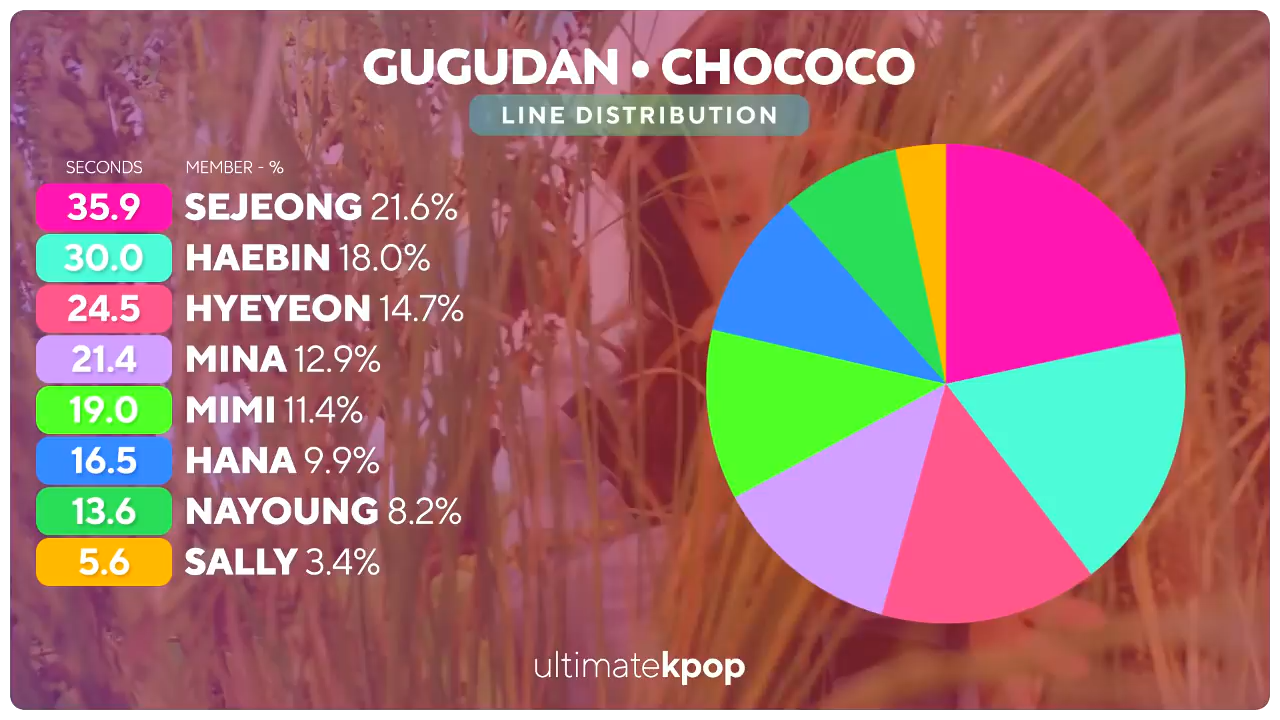 GUGUDAN • CHOCOCO
LINE DISTRIBUTION
SECONDS MEMBER - %
35.9 SEJEONG 21.6%
30.0 HAEBIN 18.0%
24.5 HYEYEON 14.7%
21.4 MINA 12.9%
19.0 MIMI 11.4%
16.5 HANA 9.9%
13.6 NAYOUNG 8.2%
5.6 SALLY 3.4%
ultimatekpop